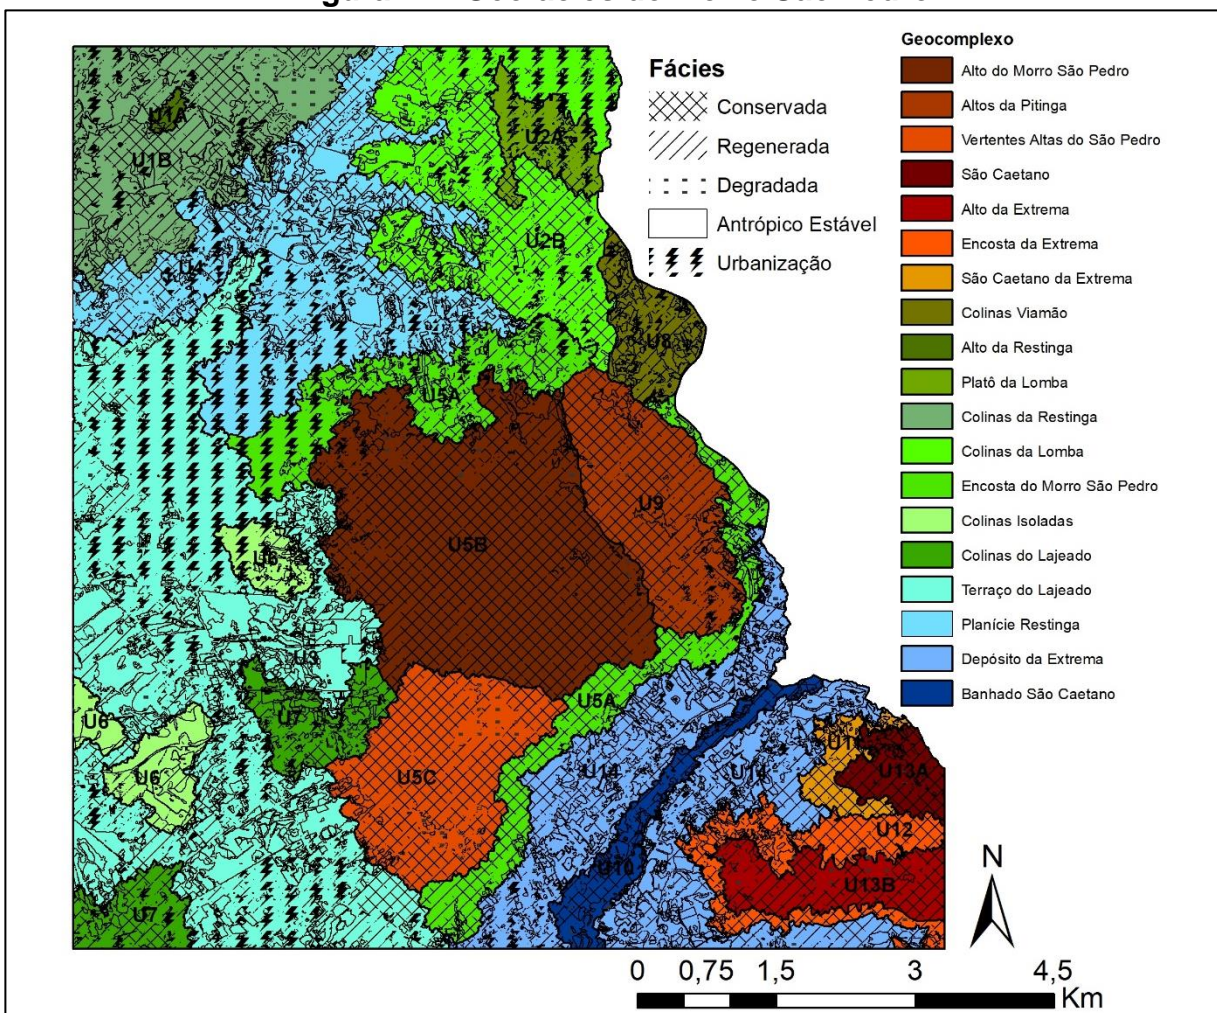 Fácies
Conservada
Regenerada
Degradada
Antrópico Estável
Urbanização
Geocomplexo
Alto do Morro São Pedro
Altos da Pitinga
Vertentes Altas do São Pedro
São Caetano
Alto da Extrema
Encosta da Extrema
São Caetano da Extrema
Colinas Viamão
Alto da Restinga
Platô da Lomba
Colinas da Restinga
Colinas da Lomba
Encosta do Morro São Pedro
Colinas Isoladas
Colinas do Lajeado
Terraço do Lajeado
Planície Restinga
Depósito da Extrema
Banhado São Caetano
U1A
U1B
U2A
U2B
U4
U8
U5A
U9
U5B
U6
U3
U7
U5A
U6
U6
U5C
U14
U14
U13A
U12
U10
U13B
U7
N
0 0,75 1,5 3 4,5
Km